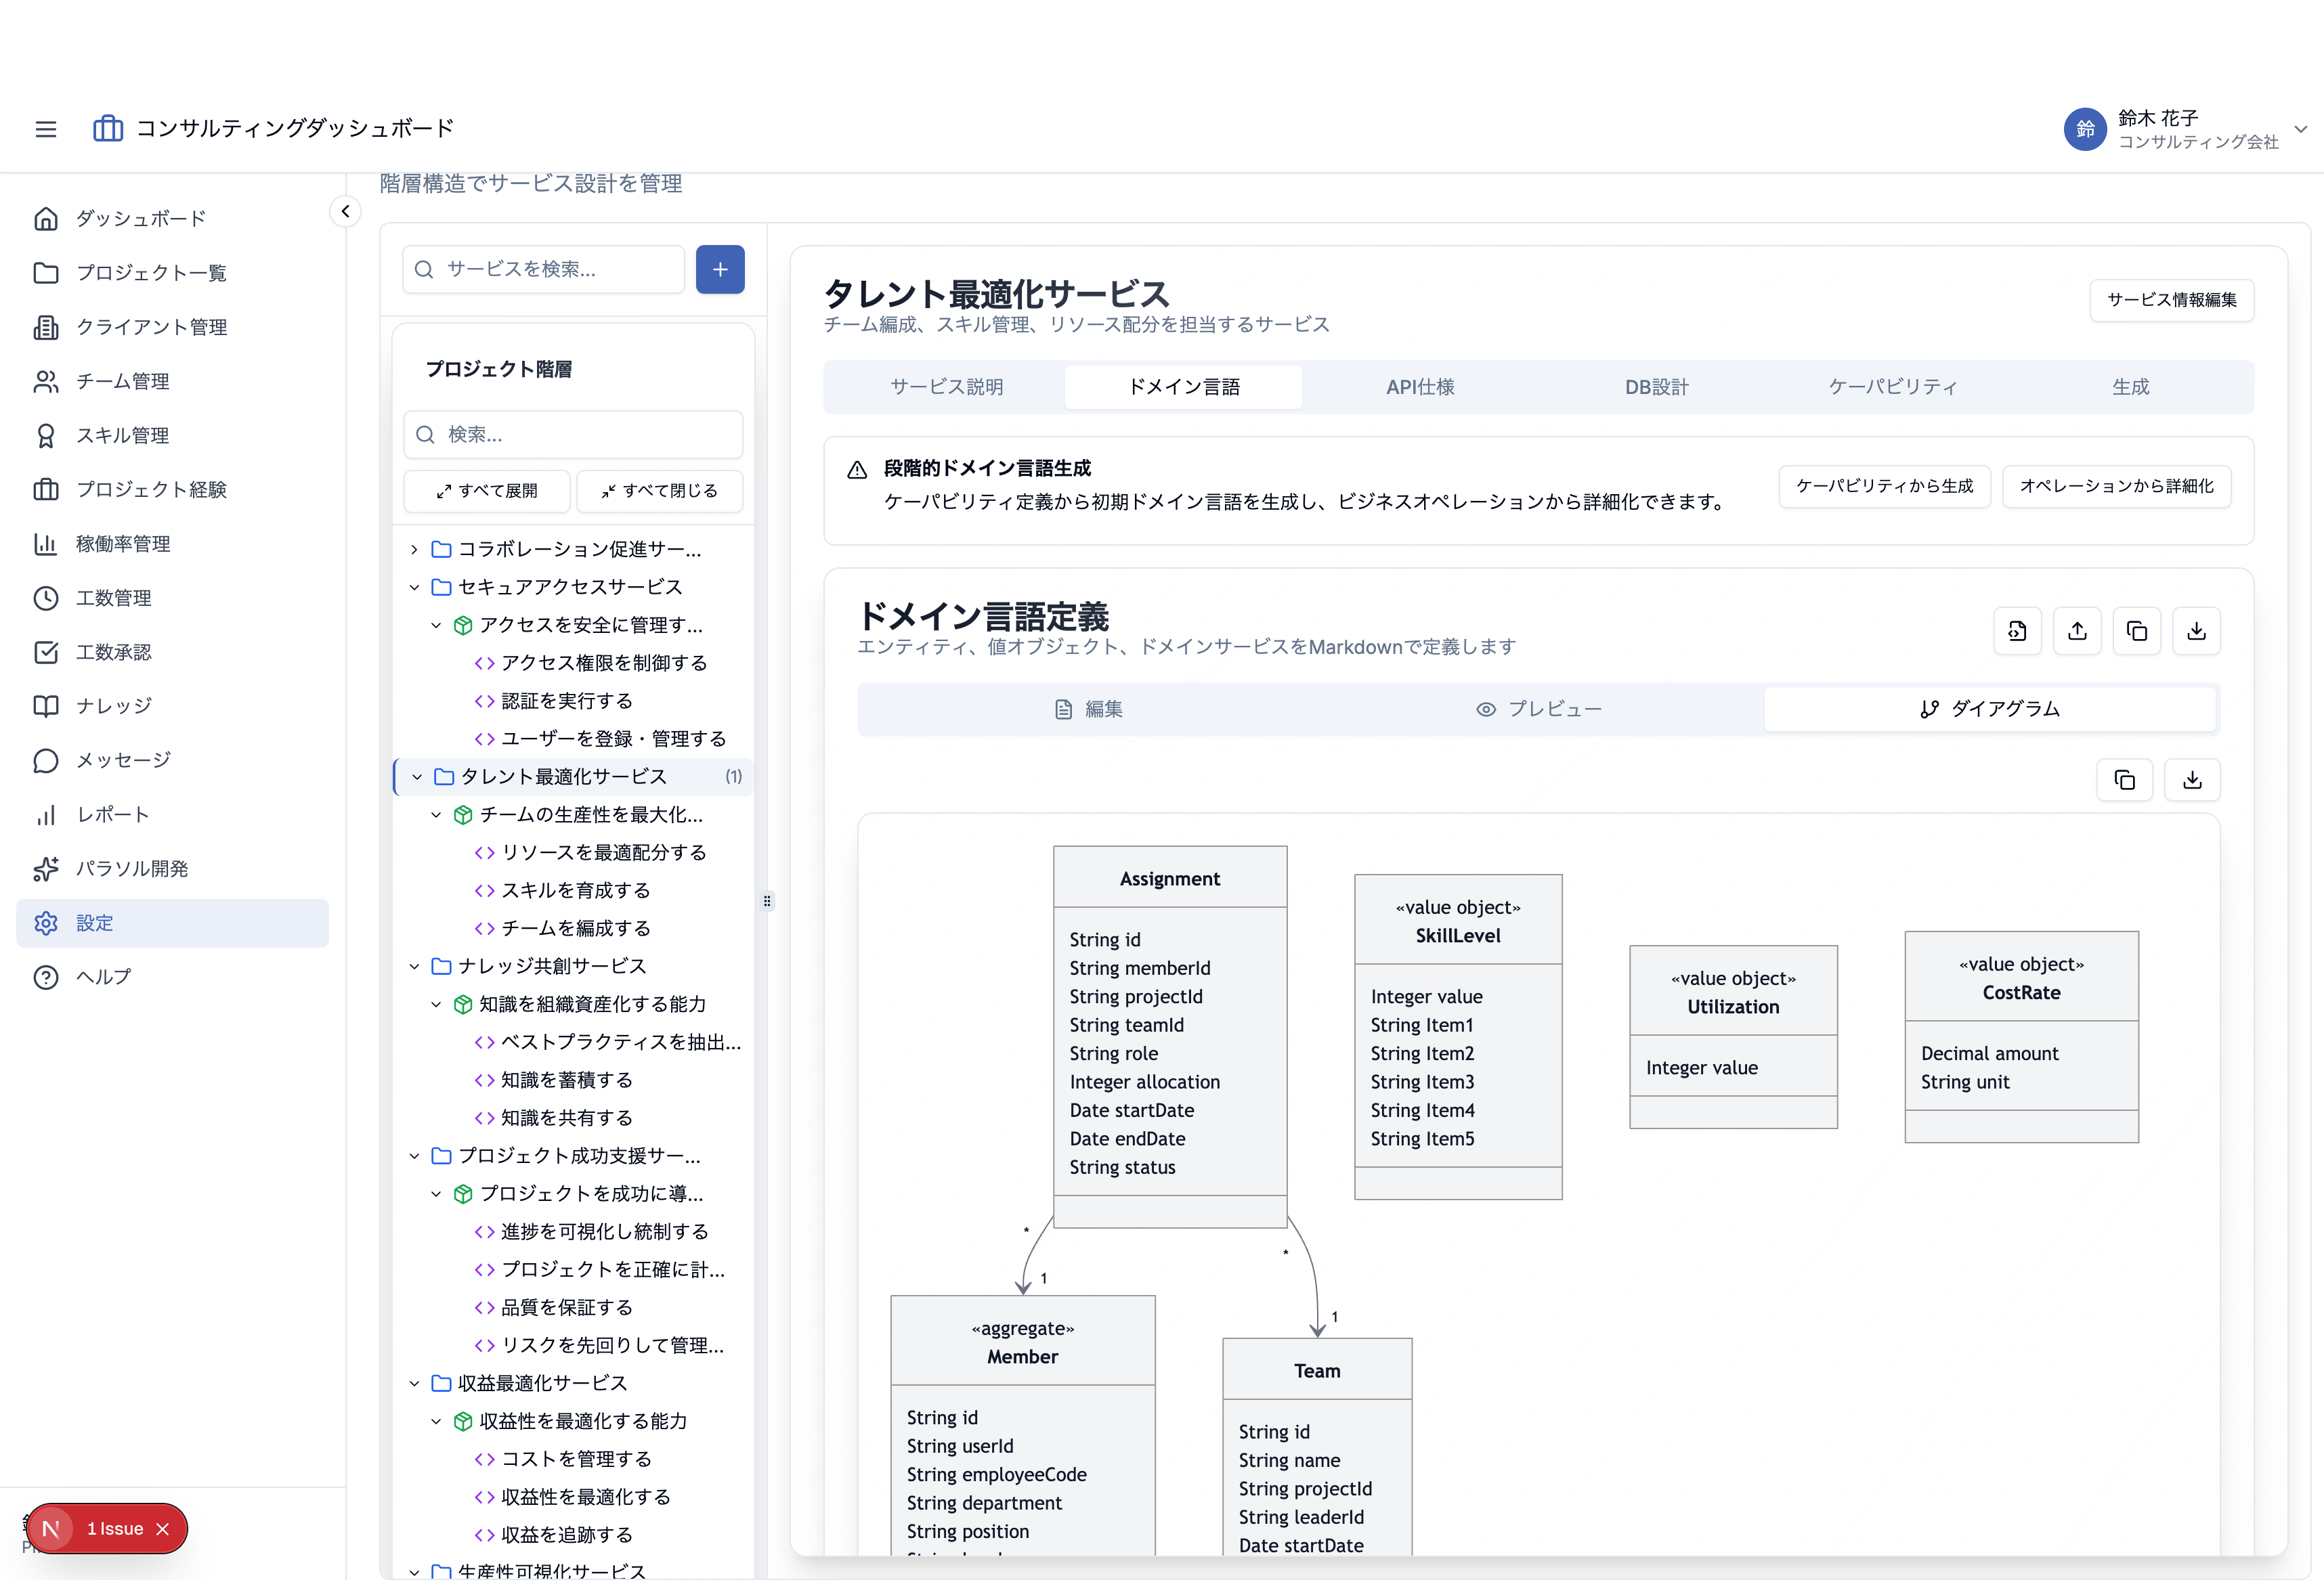 コンサルティングダッシュボード
鈴
鈴木 花子
コンサルティング会社
ダッシュボード
プロジェクト一覧
クライアント管理
チーム管理
スキル管理
プロジェクト経験
稼働率管理
工数管理
工数承認
ナレッジ
メッセージ
レポート
パラソル開発
設定
ヘルプ
N
1 Issue
階層構造でサービス設計を管理
サービスを検索...
プロジェクト階層
検索...
すべて展開
すべて閉じる
コラボレーション促進サー...
セキュアアクセスサービス
アクセスを安全に管理す...
アクセス権限を制御する
認証を実行する
ユーザーを登録・管理する
タレント最適化サービス (1)
チームの生産性を最大化...
リソースを最適配分する
スキルを育成する
チームを編成する
ナレッジ共創サービス
知識を組織資産化する能力
ベストプラクティスを抽出...
知識を蓄積する
知識を共有する
プロジェクト成功支援サー...
プロジェクトを成功に導...
進捗を可視化し統制する
プロジェクトを正確に計...
品質を保証する
リスクを先回りして管理...
収益最適化サービス
収益性を最適化する能力
コストを管理する
収益性を最適化する
収益を追跡する
生産性可視化サービス
タレント最適化サービス
チーム編成、スキル管理、リソース配分を担当するサービス
サービス情報編集
サービス説明
ドメイン言語
API仕様
DB設計
ケーパビリティ
生成
段階的ドメイン言語生成
ケーパビリティ定義から初期ドメイン言語を生成し、ビジネスオペレーションから詳細化できます。
ケーパビリティから生成
オペレーションから詳細化
ドメイン言語定義
エンティティ、値オブジェクト、ドメインサービスをMarkdownで定義します
編集
プレビュー
ダイアグラム
Assignment
String id
String memberId
String projectId
String teamId
String role
Integer allocation
Date startDate
Date endDate
String status
«value object»
SkillLevel
Integer value
String Item1
String Item2
String Item3
String Item4
String Item5
«value object»
Utilization
Integer value
«value object»
CostRate
Decimal amount
String unit
*
1
*
1
«aggregate»
Member
String id
String userId
String employeeCode
String department
String position
Team
String id
String name
String projectId
String leaderId
Date startDate